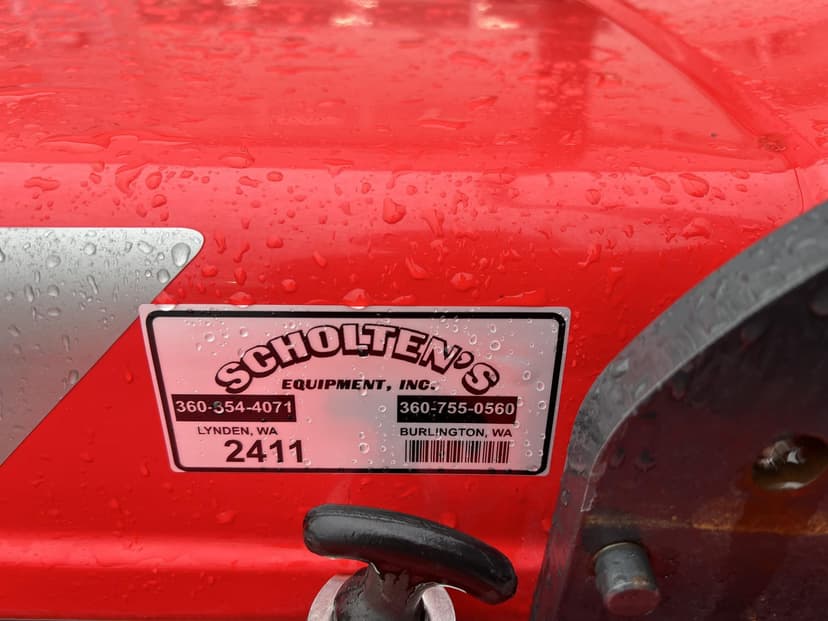 SCHOLTEN'S
EQUIPMENT, INC.
360-354-4071 360-755-0560
LYNDEN, WA BURLINGTON, WA
2411